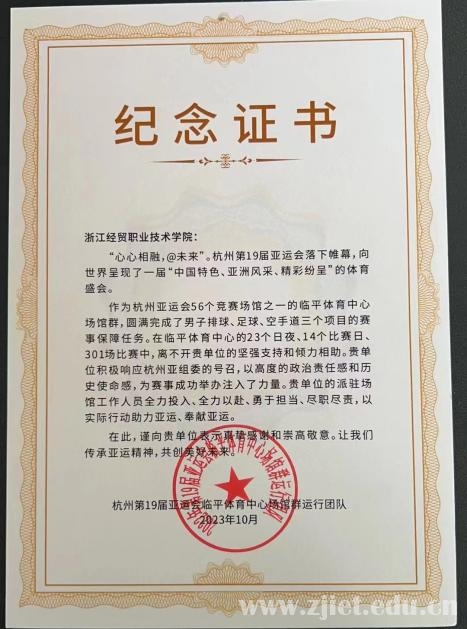 纪念证书
浙江经贸职业技术学院：
“心心相融，@未来”。杭州第19届亚运会落下帷幕，向
世界呈现了一届“中国特色、亚洲风采、精彩纷呈”的体育
盛会。
作为杭州亚运会56个竞赛场馆之一的临平体育中心
场馆群，圆满完成了男子排球、足球、空手道三个项目的赛
事保障任务。在临平体育中心的23个日夜、14个比赛日、
301场比赛中，离不开贵单位的坚强支持和倾力相助。贵单
位积极响应杭州亚组委的号召，以高度的政治责任感和历
史使命感，为赛事成功举办注入了力量。贵单位的派驻场
馆工作人员全力投入、全力以赴、勇于担当、尽职尽责，以
实际行动助力亚运、奉献亚运。
在此，谨向贵单位表示真挚感谢和崇高敬意。让我们
传承亚运精神，共创美好未来。
杭州第19届亚运会临平体育中心场馆群运行团队
2023年10月
www.zjiet.edu.cn